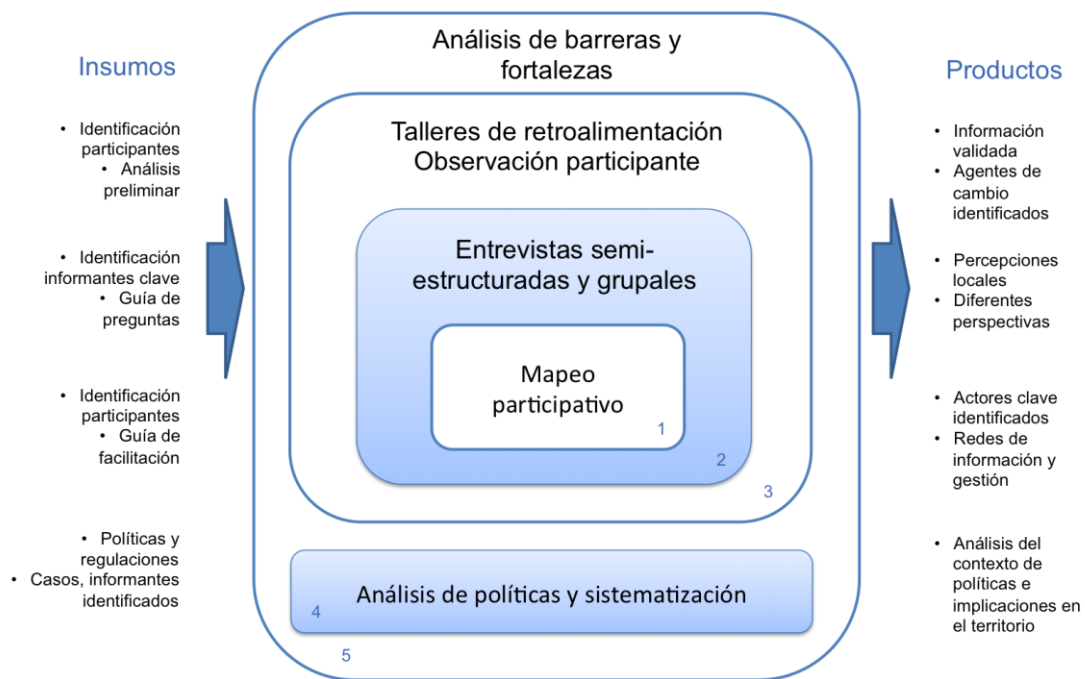 Insumos
• Identificación
participantes
• Análisis
preliminar
• Identificación
informantes clave
• Guía de
preguntas
• Identificación
participantes
• Guía de
facilitación
• Políticas y
regulaciones
• Casos, informantes
identificados
Análisis de barreras y
fortalezas
Talleres de retroalimentación
Observación participante
Entrevistas semi-
estructuradas y grupales
Mapeo
participativo
1
2
3
Análisis de políticas y sistematización
4
5
Productos
• Información
validada
• Agentes de
cambio
identificados
• Percepciones
locales
• Diferentes
perspectivas
• Actores clave
identificados
• Redes de
información y
gestión
• Análisis del
contexto de
políticas e
implicaciones en
el territorio